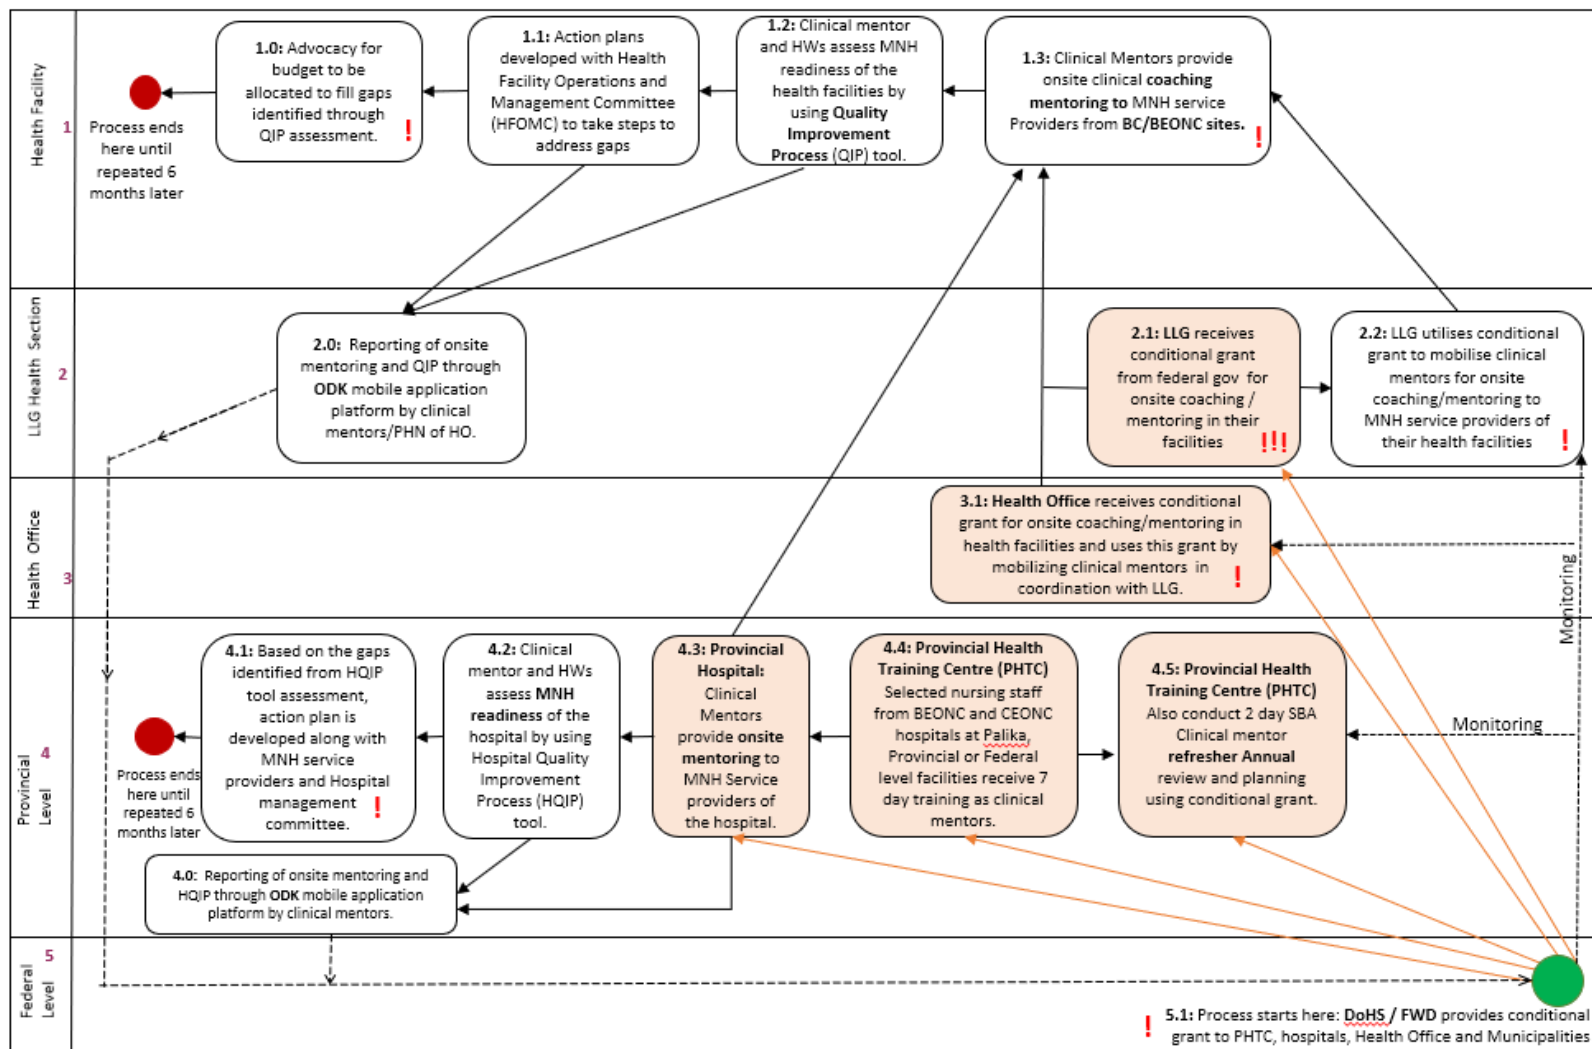 Health Facility
1
Process ends
here until
repeated 6
months later
1.0: Advocacy for
budget to be
allocated to fill gaps
identified through
QIP assessment.
!
1.1: Action plans
developed with Health
Facility Operations and
Management Committee
(HFOMC) to take steps to
address gaps
1.2: Clinical mentor
and HWs assess MNH
readiness of the
health facilities by
using Quality
Improvement
Process (QIP) tool.
1.3: Clinical Mentors provide
onsite clinical coaching
mentoring to MNH service
Providers from BC/BEONC sites.
!
LLG Health Section
2
2.0: Reporting of onsite
mentoring and QIP through
ODK mobile application
platform by clinical
mentors/PHN of HO.
2.1: LLG receives
conditional grant
from federal gov for
onsite coaching /
mentoring in their
facilities
!!!
2.2: LLG utilises conditional
grant to mobilise clinical
mentors for onsite
coaching/mentoring to
MNH service providers of
their health facilities
!
Health Office
3
3.1: Health Office receives conditional
grant for onsite coaching/mentoring in
health facilities and uses this grant by
mobilizing clinical mentors in
coordination with LLG.
!
Monitoring
Provincial
Level
4
Process ends
here until
repeated 6
months later
4.1: Based on the gaps
identified from HQIP
tool assessment,
action plan is
developed along with
MNH service
providers and Hospital
management
committee.
!
4.2: Clinical
mentor and HWs
assess MNH
readiness of the
hospital by using
Hospital Quality
Improvement
Process (HQIP)
tool.
4.3: Provincial
Hospital:
Clinical
Mentors
provide onsite
mentoring to
MNH Service
providers of
the hospital.
4.4: Provincial Health
Training Centre (PHTC)
Selected nursing staff
from BEONC and CEONC
hospitals at Palika,
Provincial or Federal
level facilities receive 7
day training as clinical
mentors.
4.5: Provincial Health
Training Centre (PHTC)
Also conduct 2 day SBA
Clinical mentor
refresher Annual
review and planning
using conditional grant.
Monitoring
4.0: Reporting of onsite mentoring and
HQIP through ODK mobile application
platform by clinical mentors.
Federal
Level
5
5.1: Process starts here: DoHS / FWD provides conditional
! grant to PHTC, hospitals, Health Office and Municipalities